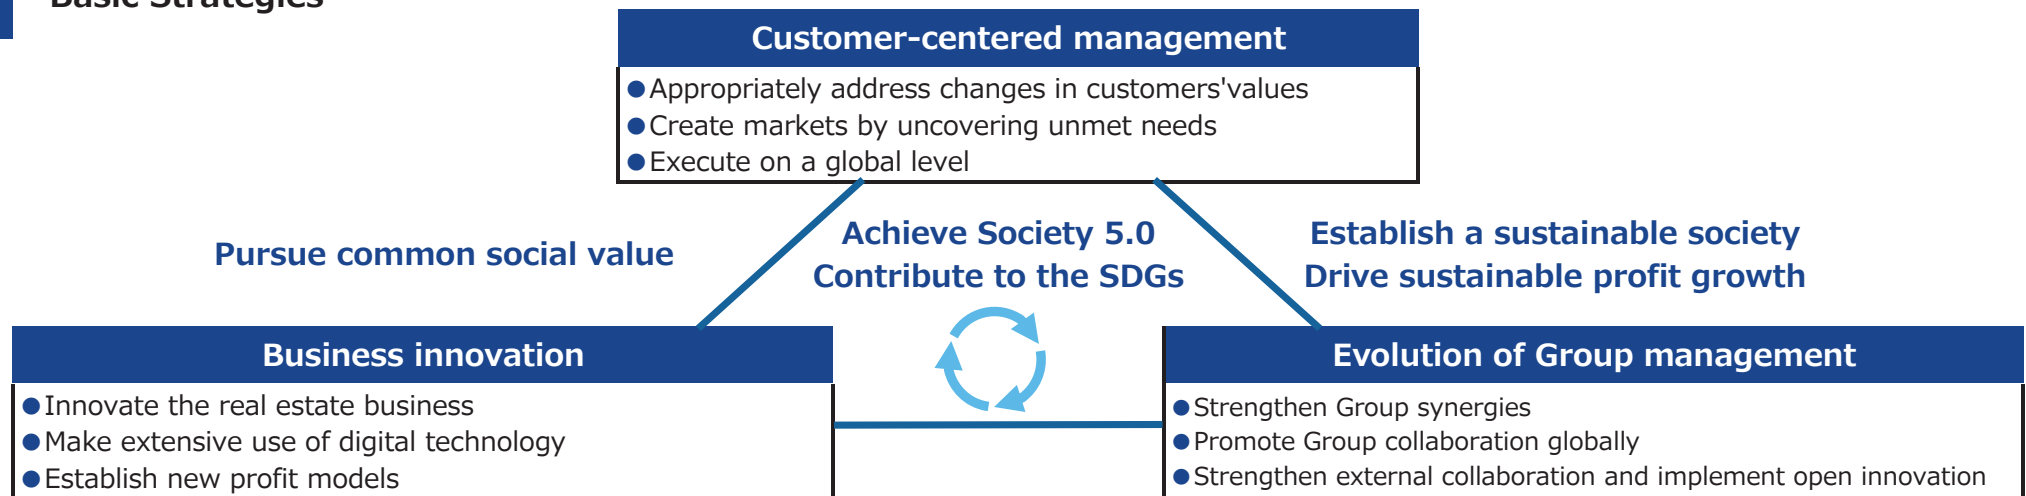 Basic Strategies
Customer-centered management
●Appropriately address changes in customers'values
●Create markets by uncovering unmet needs
●Execute on a global level
Pursue common social value
Achieve Society 5.0
Contribute to the SDGs
Establish a sustainable society
Drive sustainable profit growth
Business innovation
●Innovate the real estate business
●Make extensive use of digital technology
●Establish new profit models
Evolution of Group management
●Strengthen Group synergies
●Promote Group collaboration globally
●Strengthen external collaboration and implement open innovation